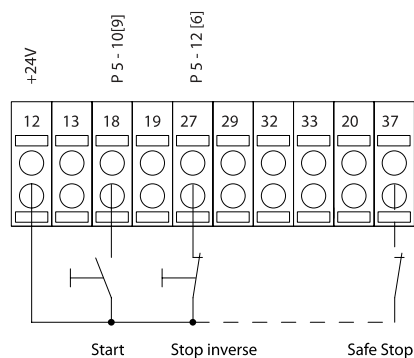 +24V
P 5 - 10[9]
P 5 - 12 [6]
12 13 18 19 27 29 32 33 20 37
Start Stop inverse Safe Stop